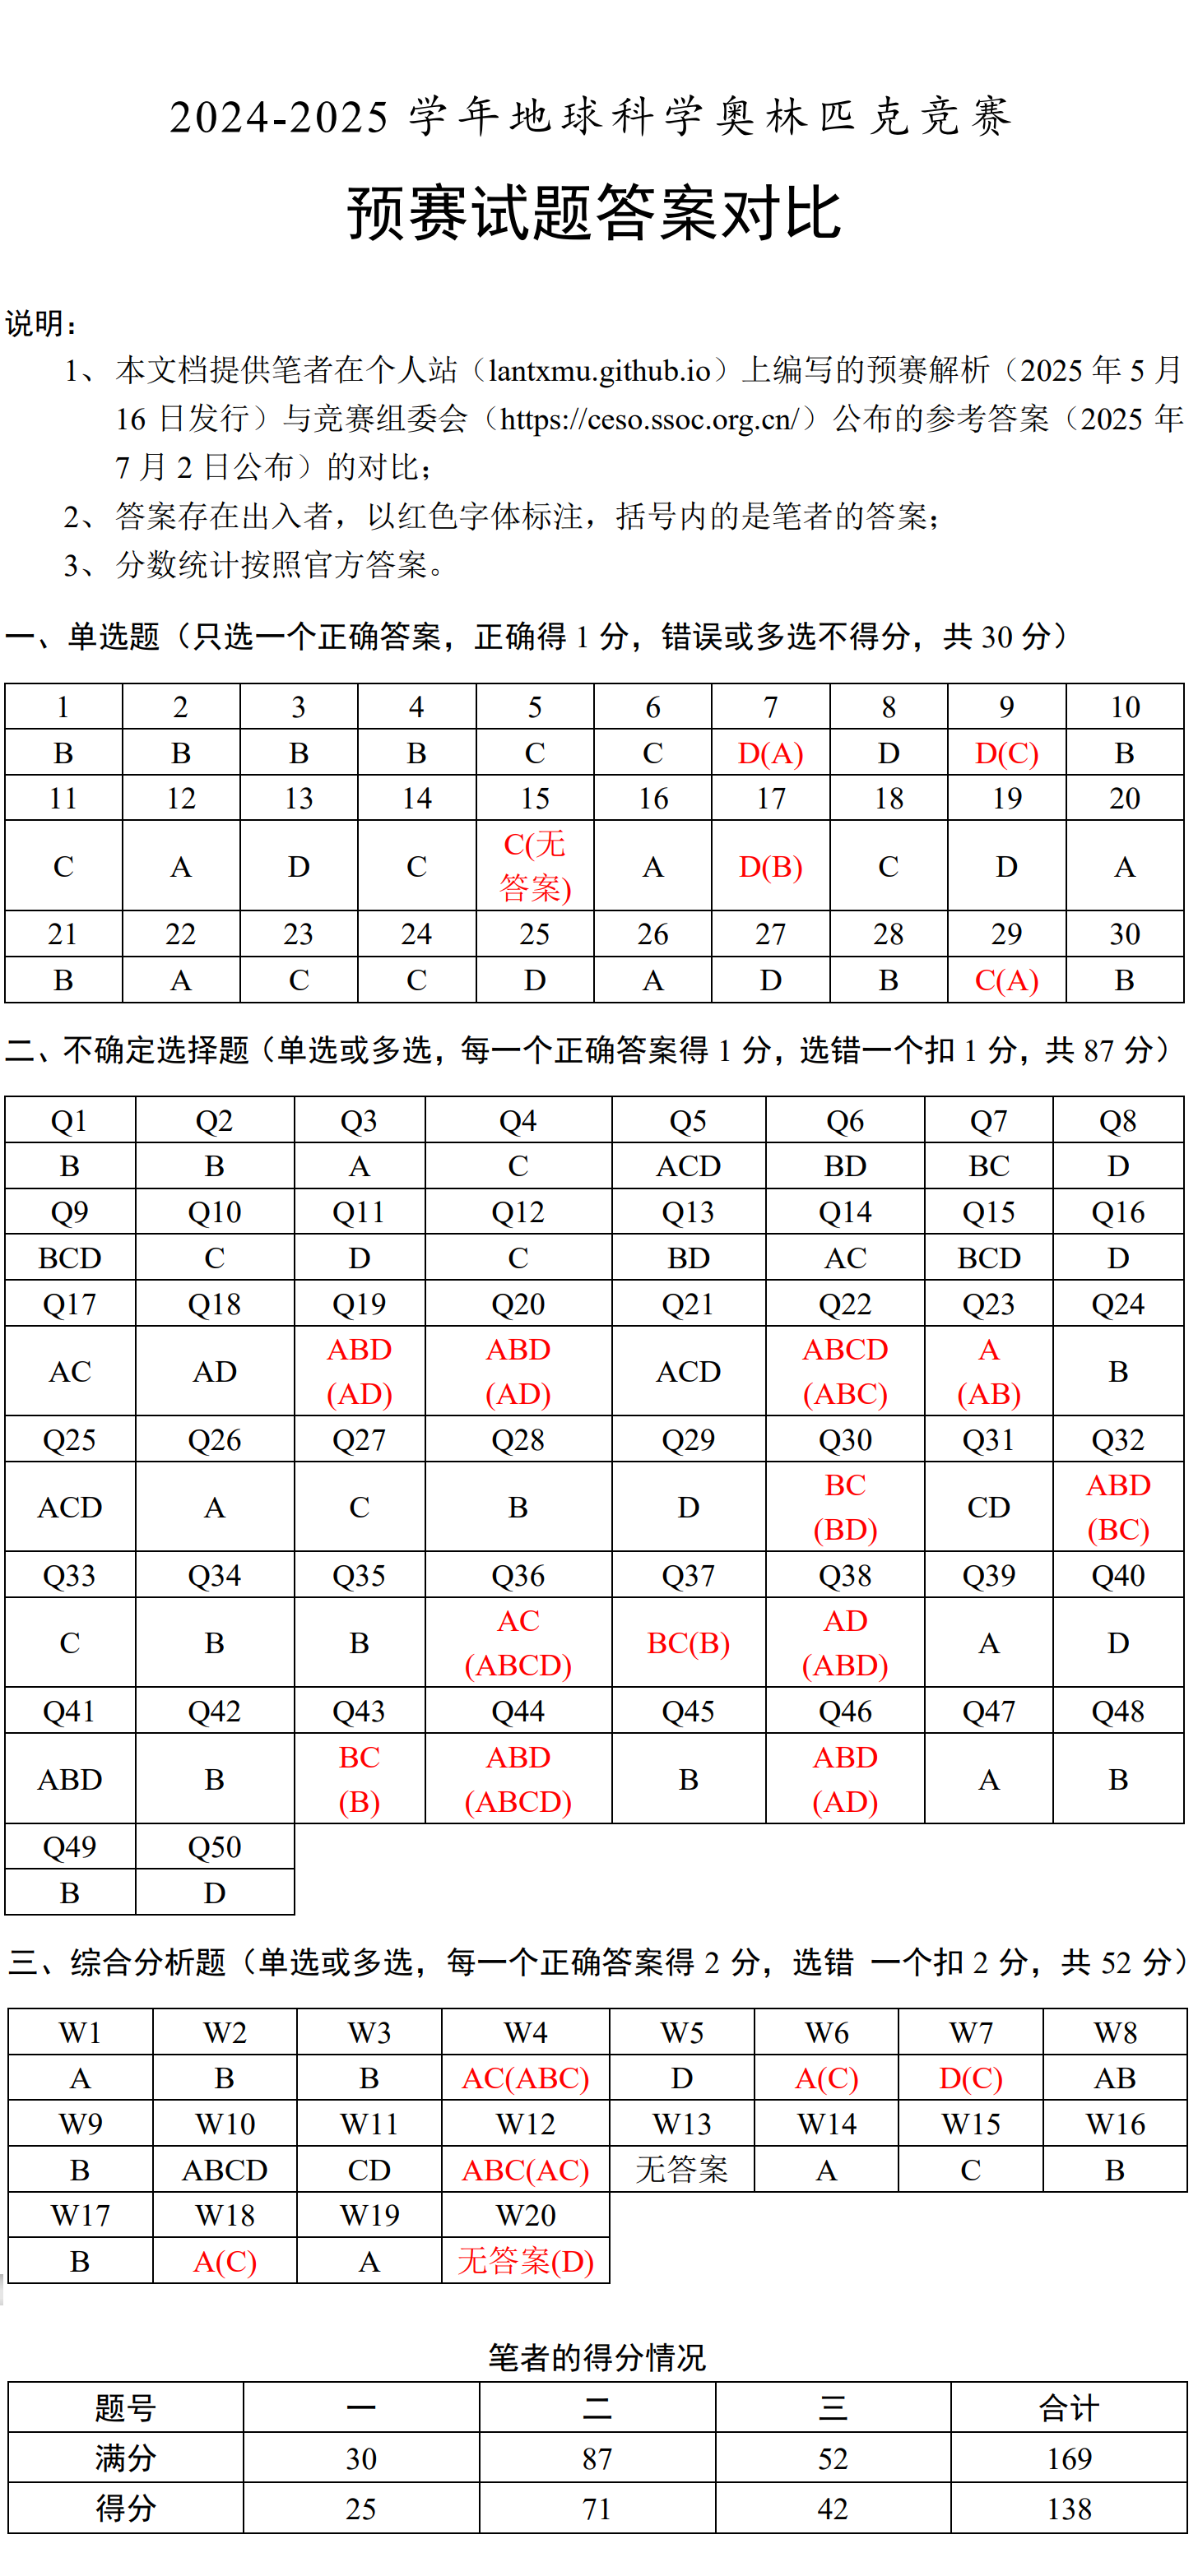 2024-2025 学年地球科学奥林匹克竞赛
预赛试题答案对比
说明：
1、 本文档提供笔者在个人站（lantxmu.github.io）上编写的预赛解析（2025 年 5 月
16 日发行）与竞赛组委会（https://ceso.ssoc.org.cn/）公布的参考答案（2025 年
7 月 2 日公布）的对比；
2、 答案存在出入者，以红色字体标注，括号内的是笔者的答案；
3、 分数统计按照官方答案。
一、单选题（只选一个正确答案，正确得 1 分，错误或多选不得分，共 30 分）
1 2 3 4 5 6 7 8 9 10
B B B B C C D(A) D D(C) B
11 12 13 14 15 16 17 18 19 20
C A D C C(无答案) A D(B) C D A
21 22 23 24 25 26 27 28 29 30
B A C C D A D B C(A) B
二、不确定选择题（单选或多选，每一个正确答案得 1 分，选错一个扣 1 分，共 87 分）
Q1 Q2 Q3 Q4 Q5 Q6 Q7 Q8
B B A C ACD BD BC D
Q9 Q10 Q11 Q12 Q13 Q14 Q15 Q16
BCD C D C BD AC BCD D
Q17 Q18 Q19 Q20 Q21 Q22 Q23 Q24
AC AD ABD (AD) ABD (AD) ACD ABCD (ABC) A (AB) B
Q25 Q26 Q27 Q28 Q29 Q30 Q31 Q32
ACD A C B D BC (BD) CD ABD (BC)
Q33 Q34 Q35 Q36 Q37 Q38 Q39 Q40
C B B AC (ABCD) BC(B) AD (ABD) A D
Q41 Q42 Q43 Q44 Q45 Q46 Q47 Q48
ABD B BC (B) ABD (ABCD) B ABD (AD) A B
Q49 Q50
B D
三、综合分析题（单选或多选，每一个正确答案得 2 分，选错 一个扣 2 分，共 52 分）
W1 W2 W3 W4 W5 W6 W7 W8
A B B AC(ABC) D A(C) D(C) AB
W9 W10 W11 W12 W13 W14 W15 W16
B ABCD CD ABC(AC) 无答案 A C B
W17 W18 W19 W20
B A(C) A 无答案(D)
笔者的得分情况
题号 一 二 三 合计
满分 30 87 52 169
得分 25 71 42 138